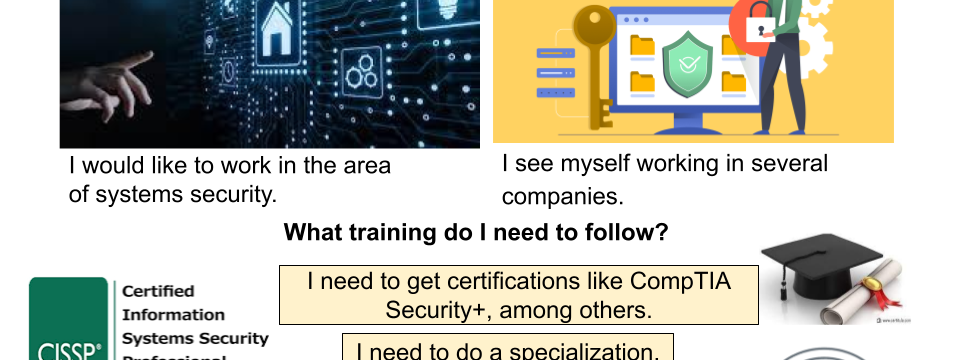 I would like to work in the area
of systems security.
I see myself working in several
companies.
What training do I need to follow?
I need to get certifications like CompTIA
Security+, among others.
Certified
Information
Systems Security
Professional
CISSP®
I need to do a specialization.